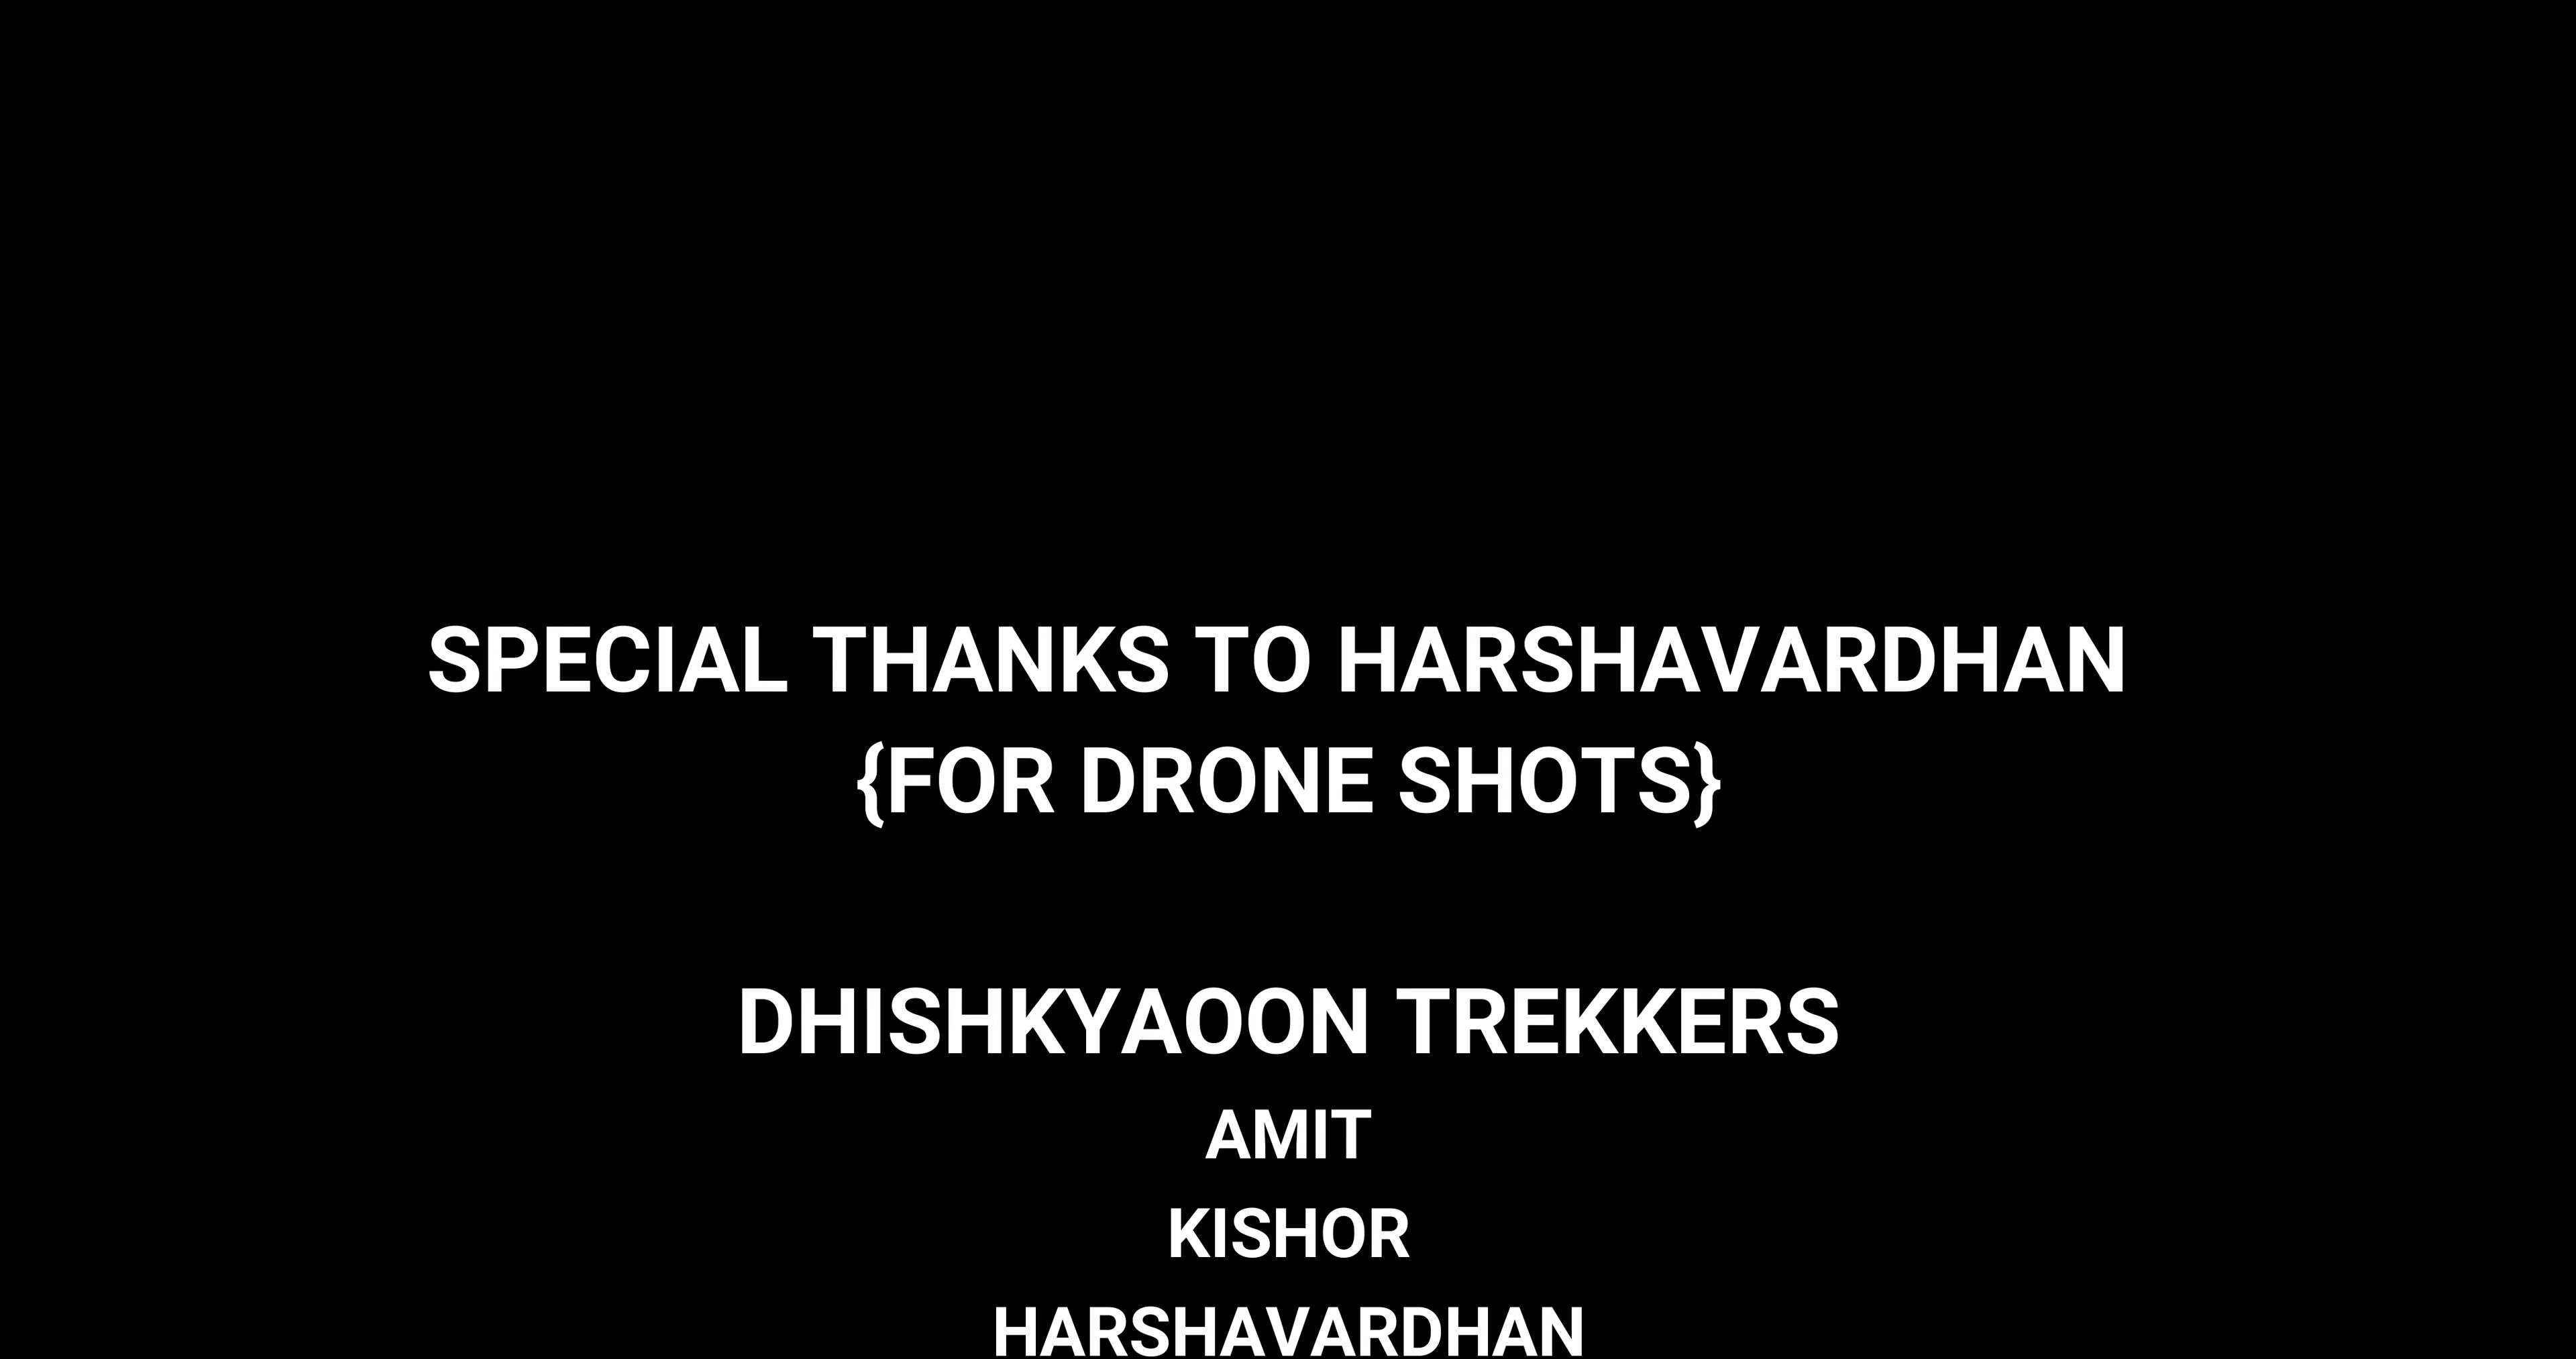 SPECIAL THANKS TO HARSHAVARDHAN
{FOR DRONE SHOTS}
DHISHKYAOON TREKKERS
AMIT
KISHOR
HARSHAVARDHAN